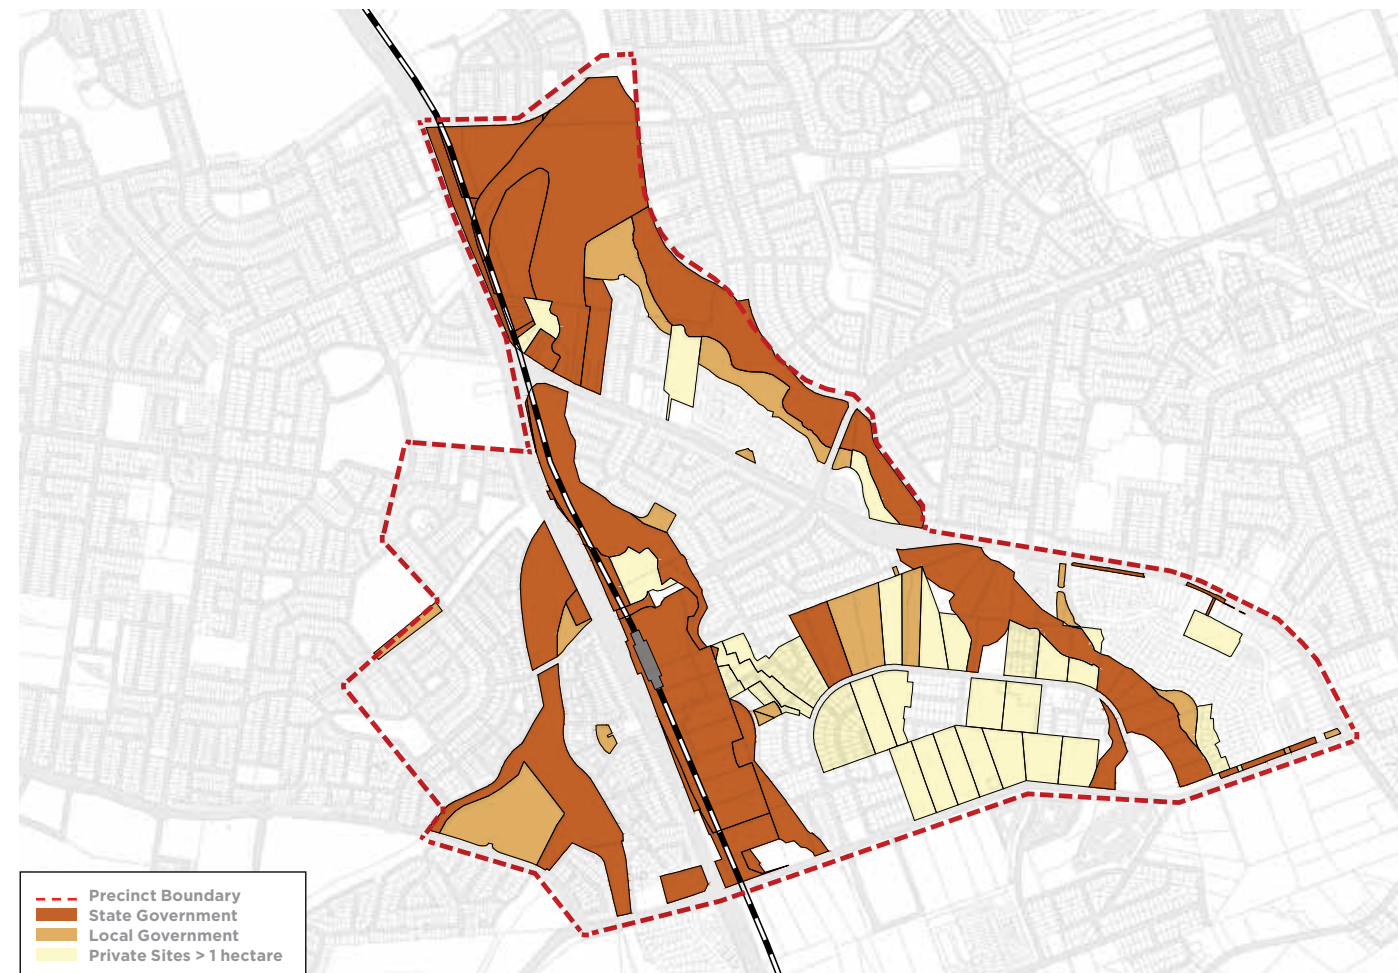 Precinct Boundary
State Government
Local Government
Private Sites > 1 hectare